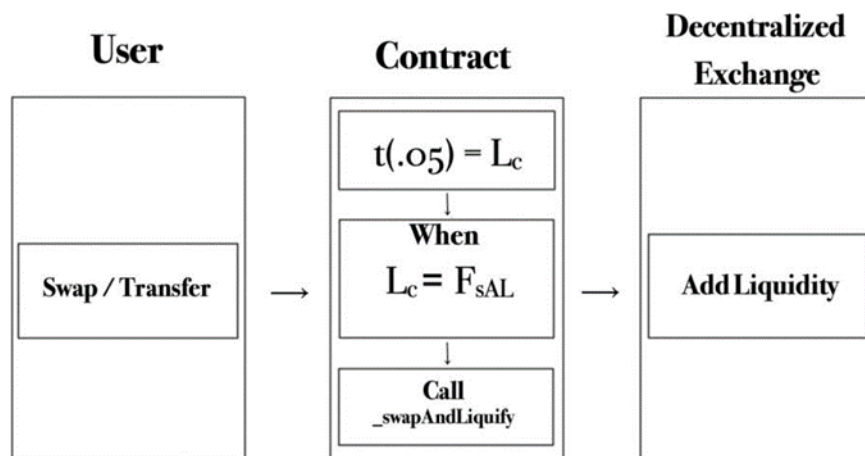 User
Contract
Decentralized
Exchange
t(.05) = Lc
↓
When
Lc = FsAL
↓
Call
_swapAndLiquify
Swap / Transfer
→
→
Add Liquidity